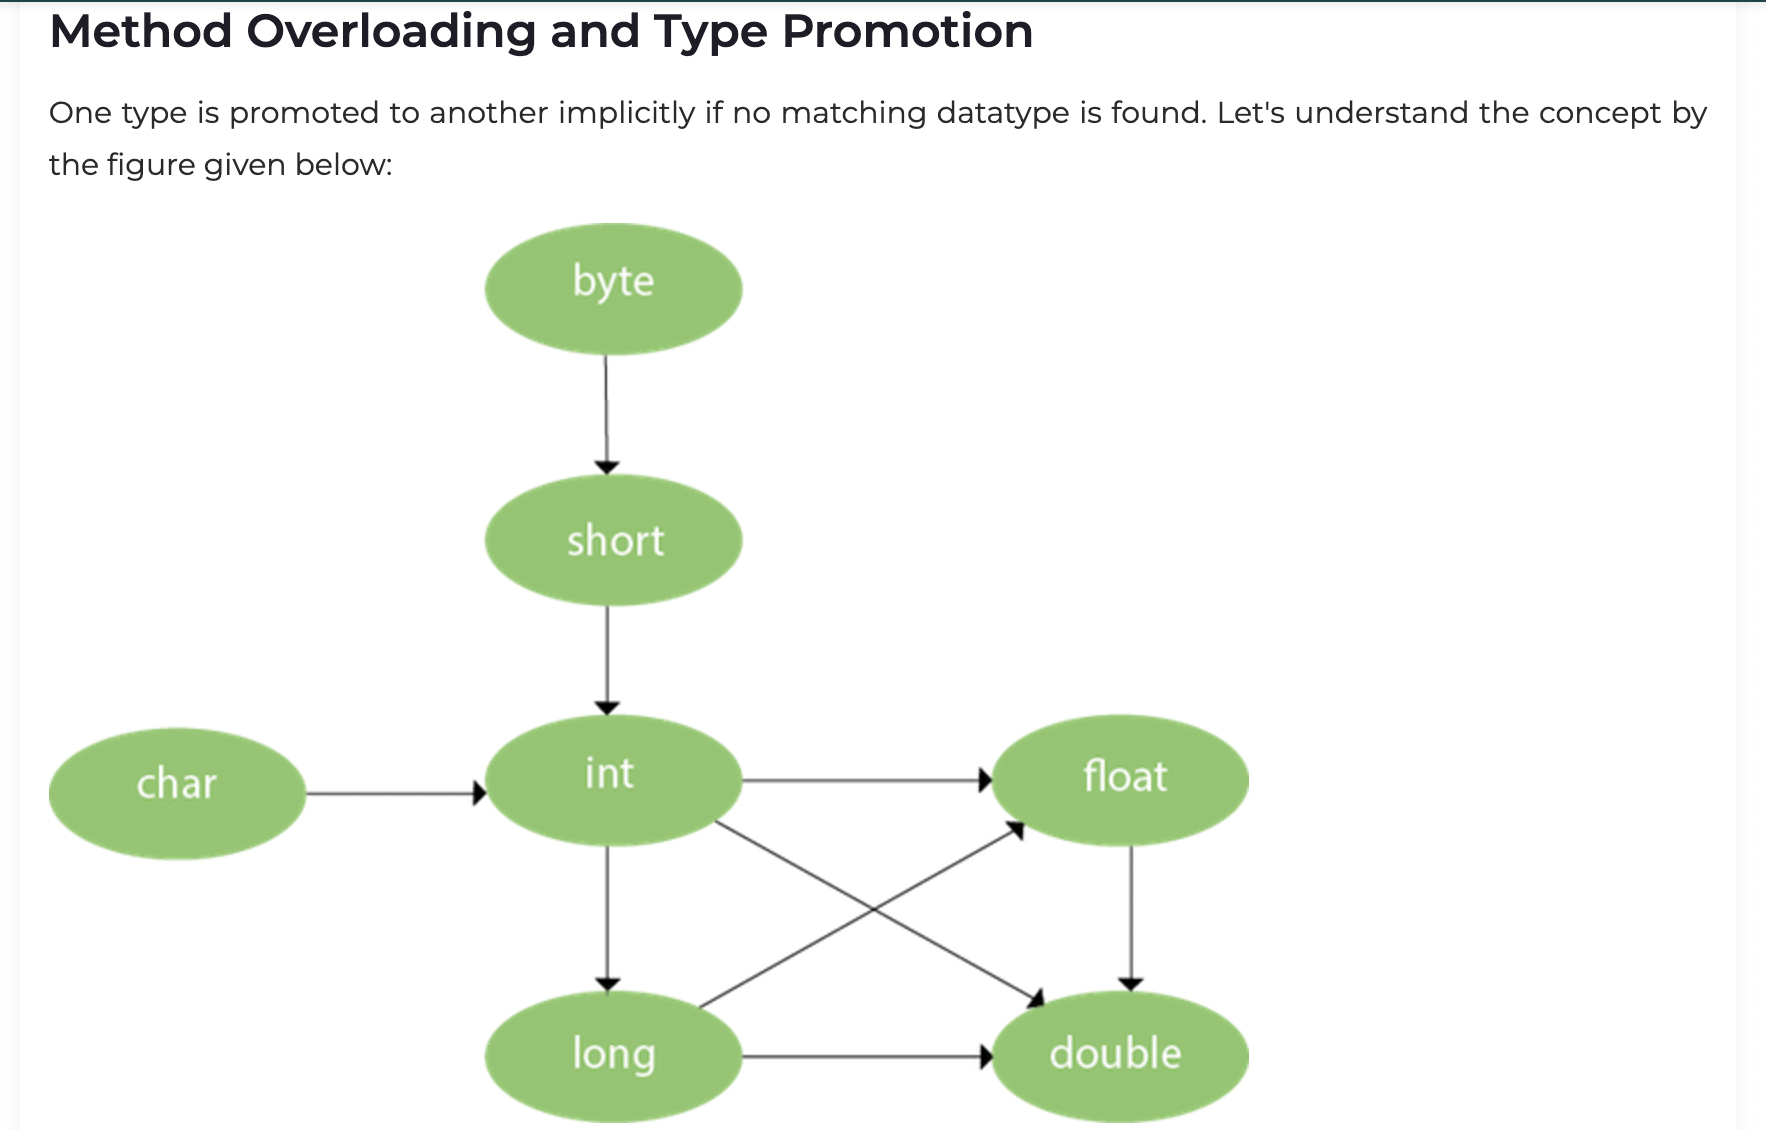 Method Overloading and Type Promotion
One type is promoted to another implicitly if no matching datatype is found. Let's understand the concept by
the figure given below:
byte
short
char
int
float
long
double